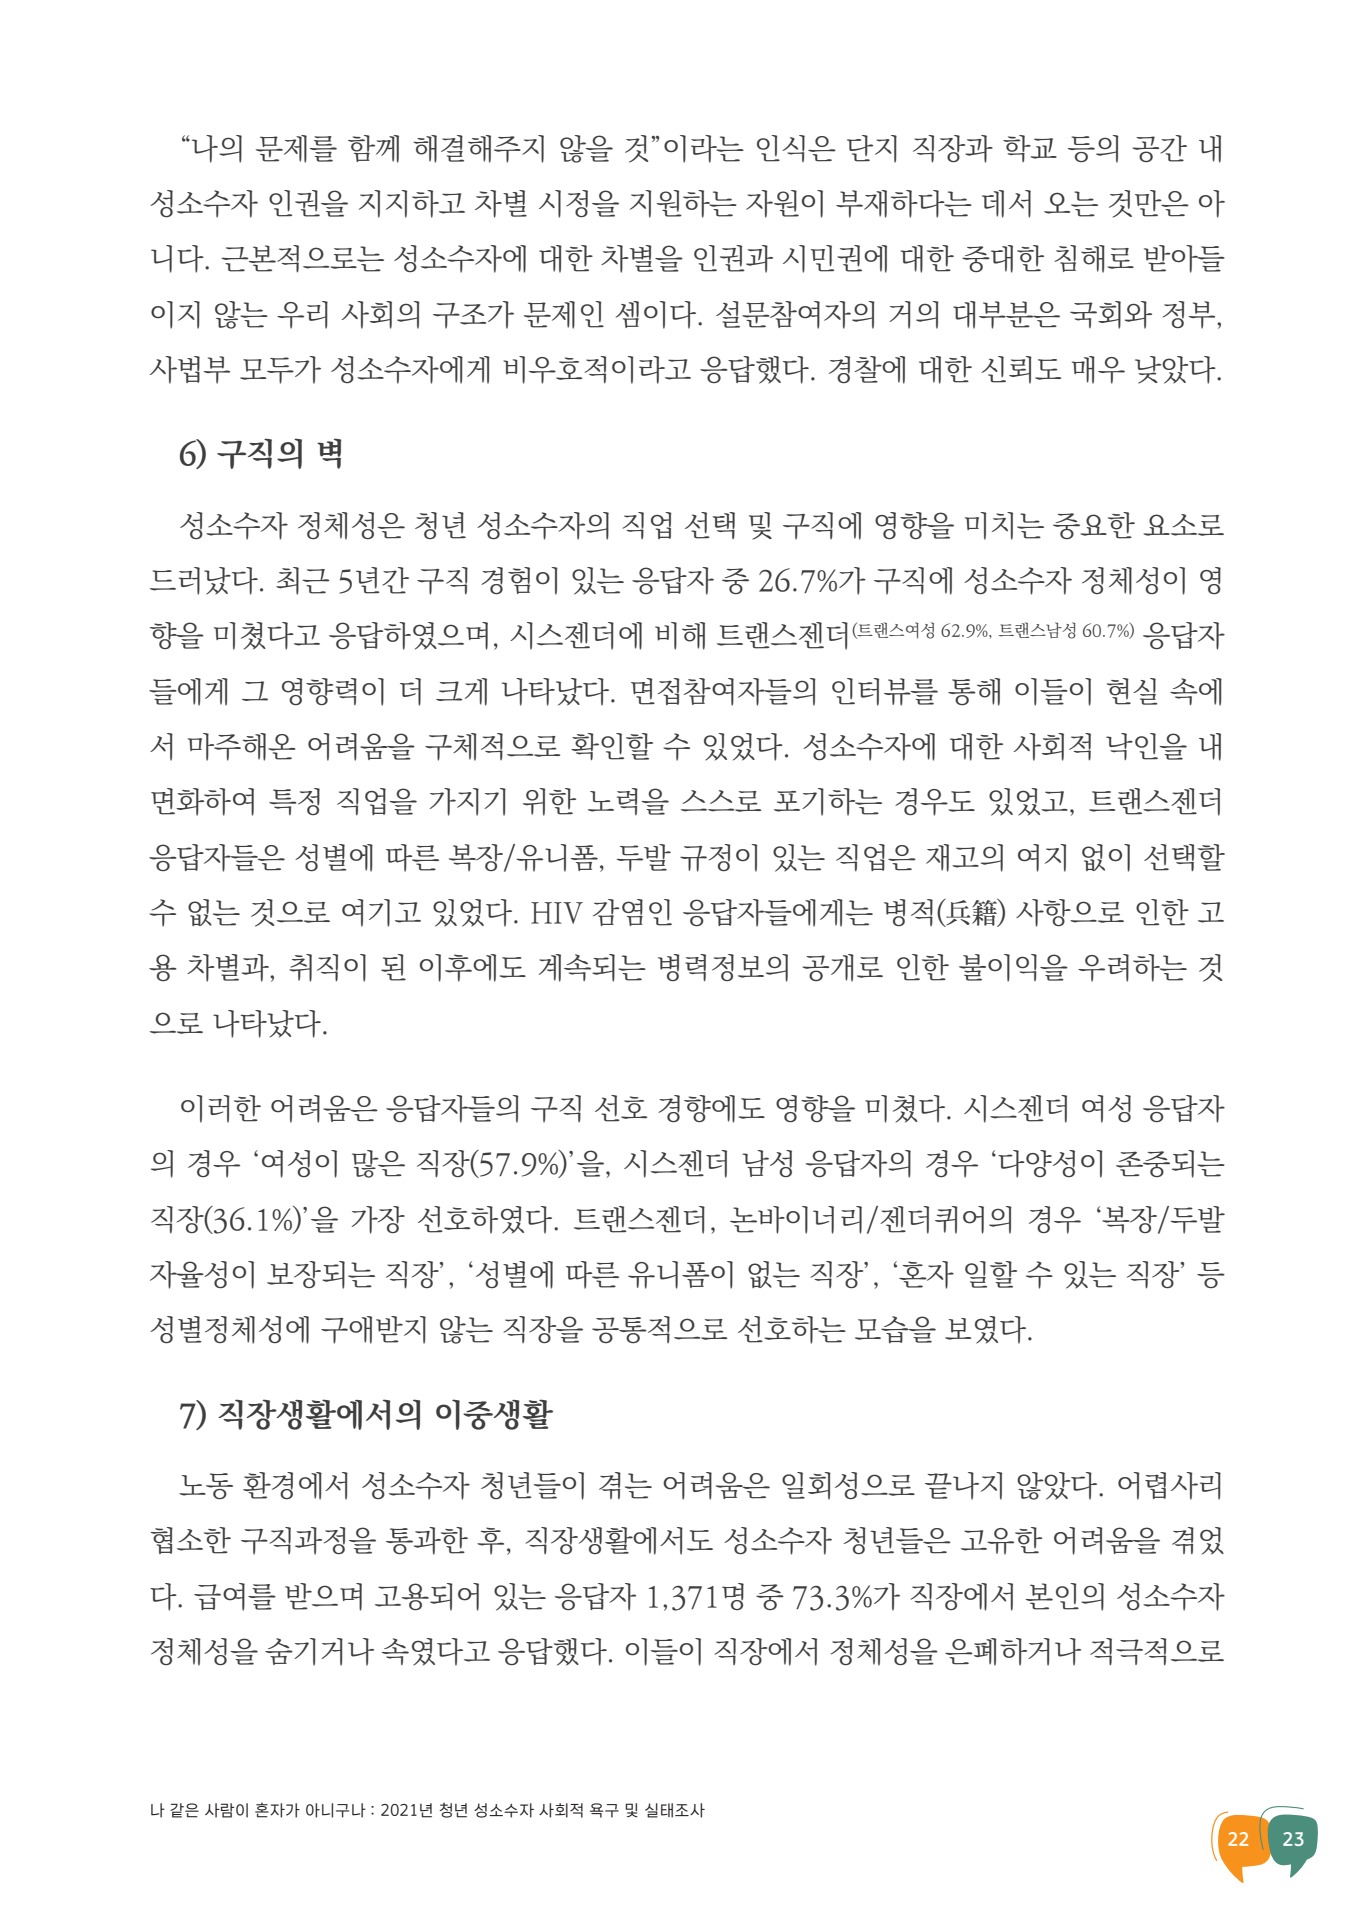 “나의 문제를 함께 해결해주지 않을 것”이라는 인식은 단지 직장과 학교 등의 공간 내
성소수자 인권을 지지하고 차별 시정을 지원하는 자원이 부재하다는 데서 오는 것만은 아
니다. 근본적으로는 성소수자에 대한 차별을 인권과 시민권에 대한 중대한 침해로 받아들
이지 않는 우리 사회의 구조가 문제인 셈이다. 설문참여자의 거의 대부분은 국회와 정부,
사법부 모두가 성소수자에게 비우호적이라고 응답했다. 경찰에 대한 신뢰도 매우 낮았다.
6) 구직의 벽
성소수자 정체성은 청년 성소수자의 직업 선택 및 구직에 영향을 미치는 중요한 요소로
드러났다. 최근 5년간 구직 경험이 있는 응답자 중 26.7%가 구직에 성소수자 정체성이 영
향을 미쳤다고 응답하였으며, 시스젠더에 비해 트랜스젠더(트랜스여성 62.9%, 트랜스남성 60.7%) 응답자
들에게 그 영향력이 더 크게 나타났다. 면접참여자들의 인터뷰를 통해 이들이 현실 속에
서 마주해온 어려움을 구체적으로 확인할 수 있었다. 성소수자에 대한 사회적 낙인을 내
면화하여 특정 직업을 가지기 위한 노력을 스스로 포기하는 경우도 있었고, 트랜스젠더
응답자들은 성별에 따른 복장/유니폼, 두발 규정이 있는 직업은 재고의 여지 없이 선택할
수 없는 것으로 여기고 있었다. HIV 감염인 응답자들에게는 병적(兵籍) 사항으로 인한 고
용 차별과, 취직이 된 이후에도 계속되는 병력정보의 공개로 인한 불이익을 우려하는 것
으로 나타났다.
이러한 어려움은 응답자들의 구직 선호 경향에도 영향을 미쳤다. 시스젠더 여성 응답자
의 경우 ‘여성이 많은 직장(57.9%)’을, 시스젠더 남성 응답자의 경우 ‘다양성이 존중되는
직장(36.1%)’을 가장 선호하였다. 트랜스젠더, 논바이너리/젠더퀴어의 경우 ‘복장/두발
자율성이 보장되는 직장’, ‘성별에 따른 유니폼이 없는 직장’, ‘혼자 일할 수 있는 직장’ 등
성별정체성에 구애받지 않는 직장을 공통적으로 선호하는 모습을 보였다.
7) 직장생활에서의 이중생활
노동 환경에서 성소수자 청년들이 겪는 어려움은 일회성으로 끝나지 않았다. 어렵사리
협소한 구직과정을 통과한 후, 직장생활에서도 성소수자 청년들은 고유한 어려움을 겪었
다. 급여를 받으며 고용되어 있는 응답자 1,371명 중 73.3%가 직장에서 본인의 성소수자
정체성을 숨기거나 속였다고 응답했다. 이들이 직장에서 정체성을 은폐하거나 적극적으로
나 같은 사람이 혼자가 아니구나 : 2021년 청년 성소수자 사회적 욕구 및 실태조사
22 23